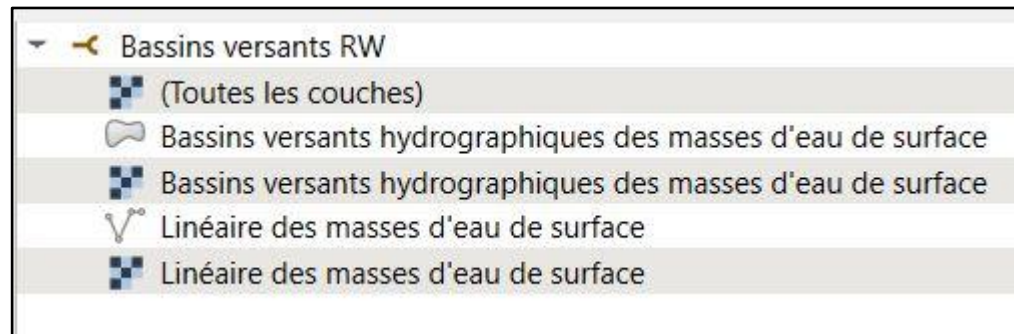 Bassins versants RW
(Toutes les couches)
Bassins versants hydrographiques des masses d'eau de surface
Bassins versants hydrographiques des masses d'eau de surface
Linéaire des masses d'eau de surface
Linéaire des masses d'eau de surface